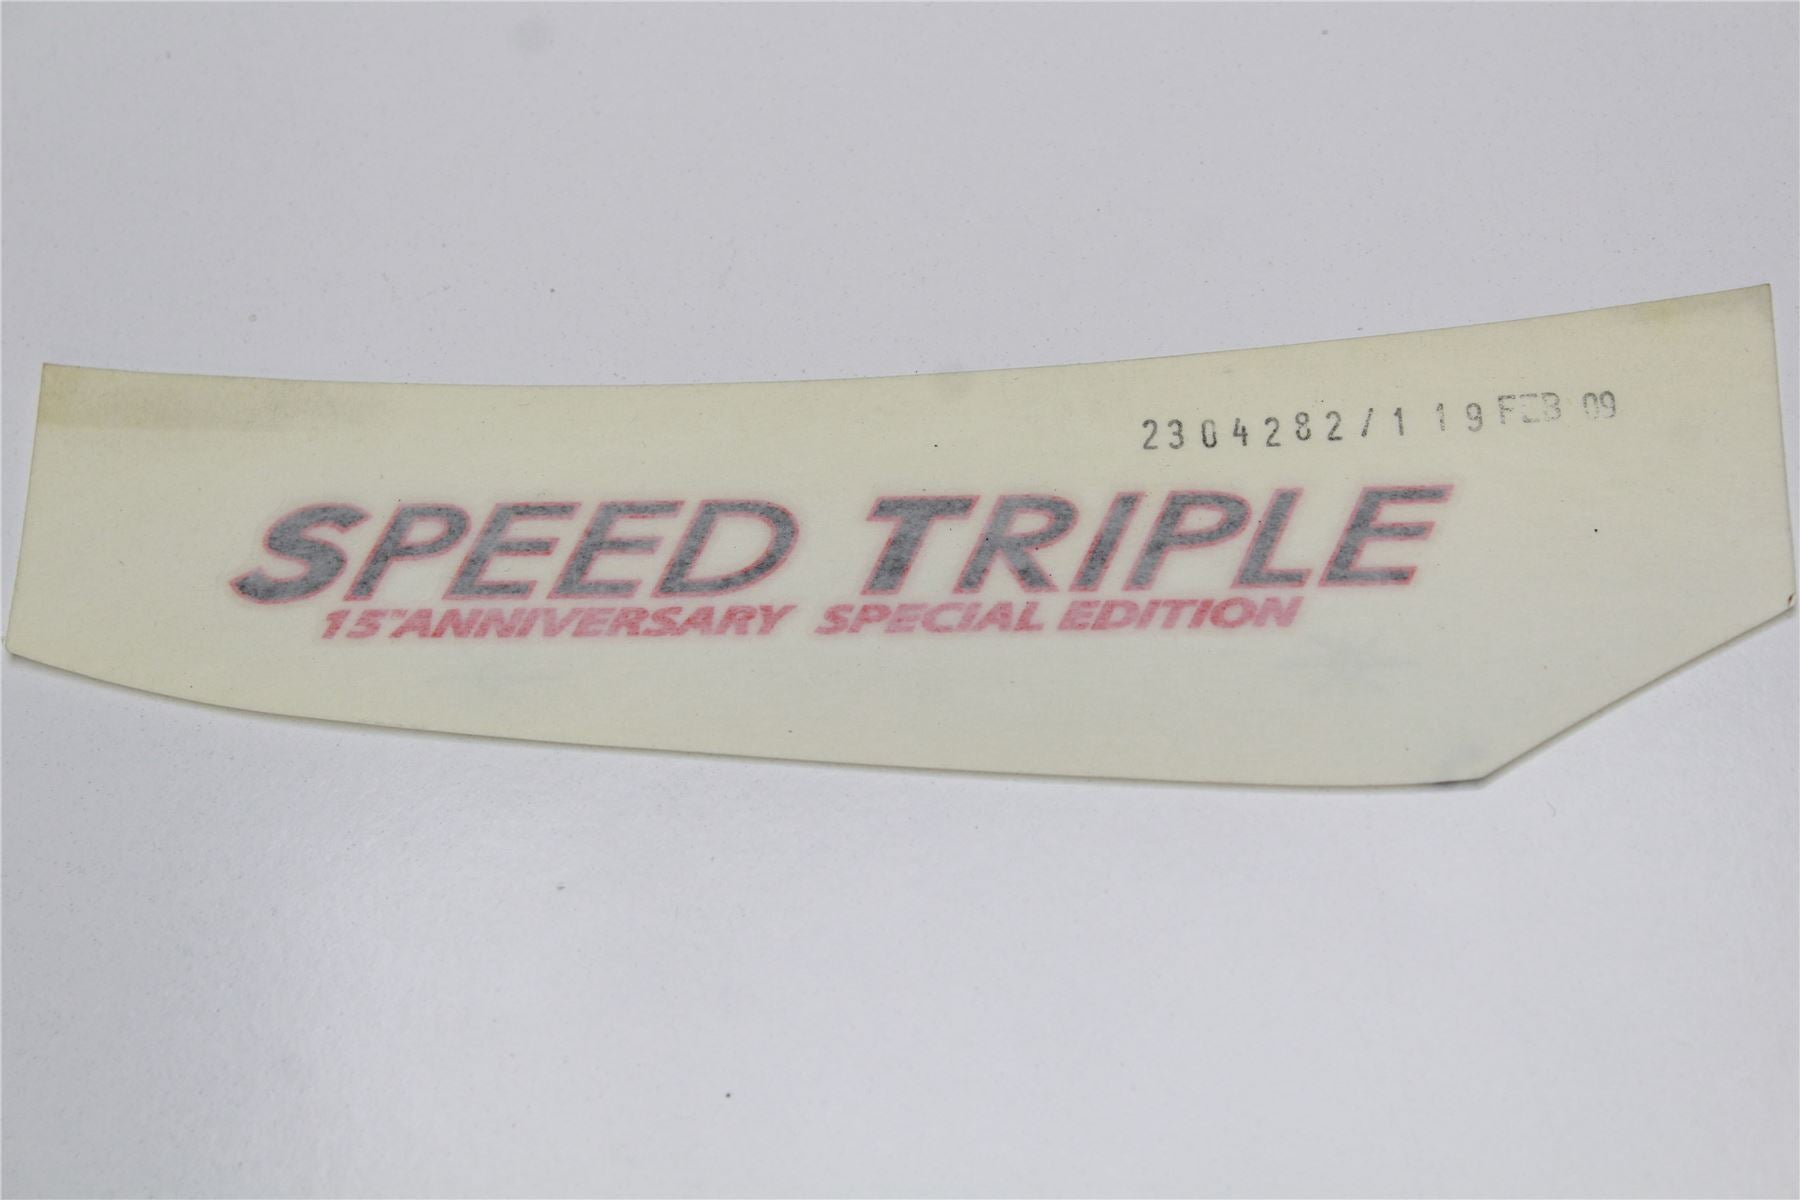 2304282/1 19 FEB 09
SPEED TRIPLE
15TH ANNIVERSARY SPECIAL EDITION